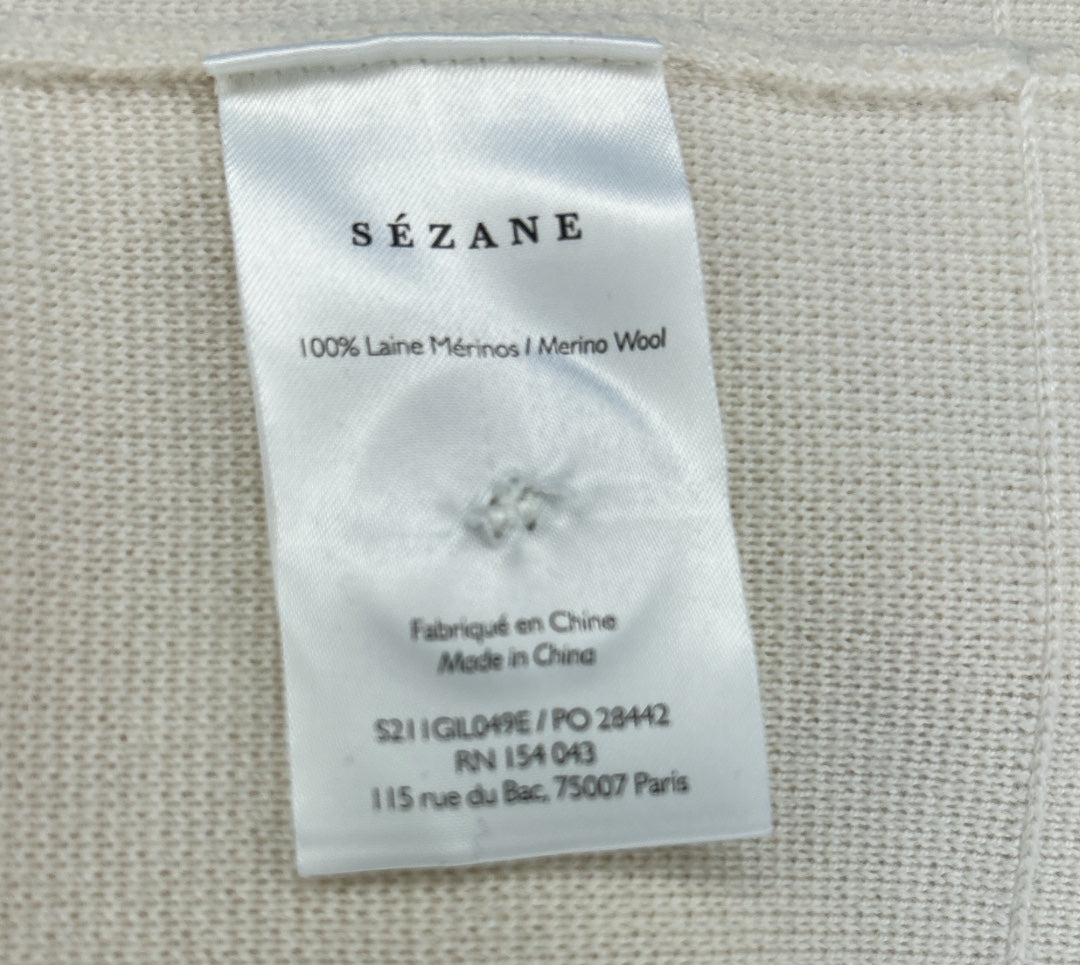 SÉZANE
100% Laine Mérinos / Merino Wool
Fabriqué en Chine
Made in China
S211GIL049E / PO 28442
RN 154 043
115 rue du Bac, 75007 Paris